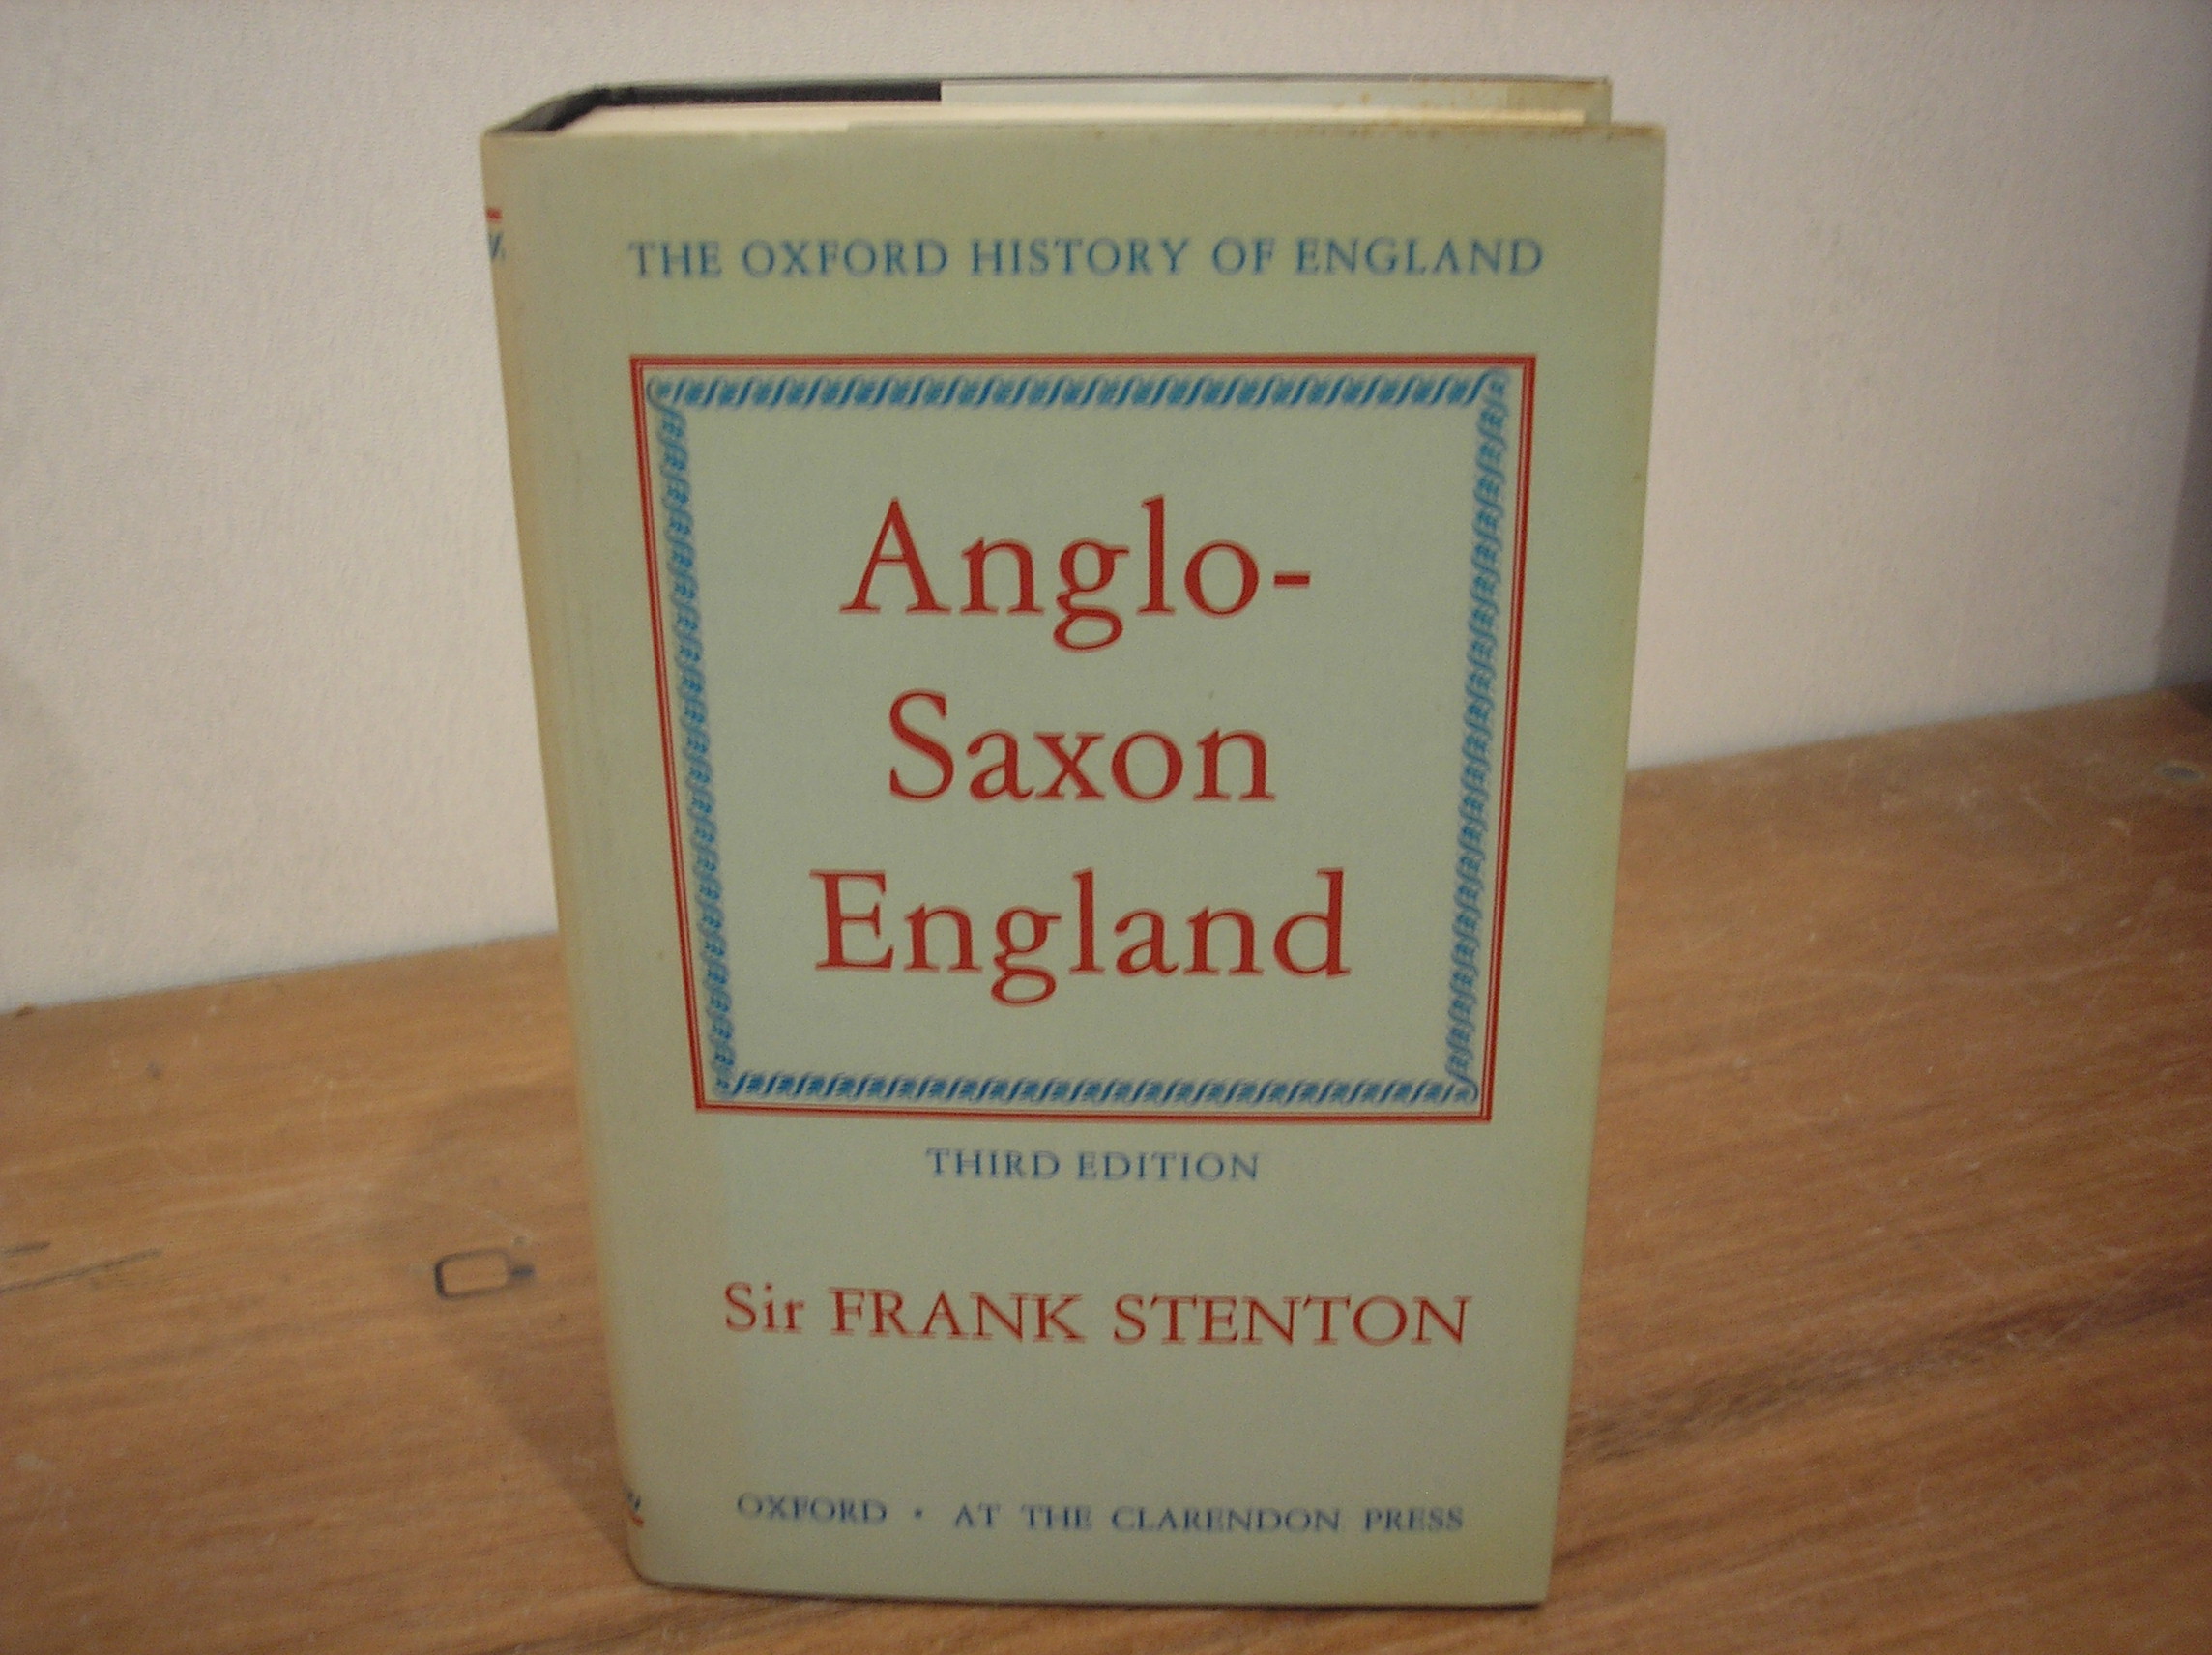 THE OXFORD HISTORY OF ENGLAND
Anglo-
Saxon
England
THIRD EDITION
Sir FRANK STENTON
OXFORD · AT THE CLARENDON PRESS